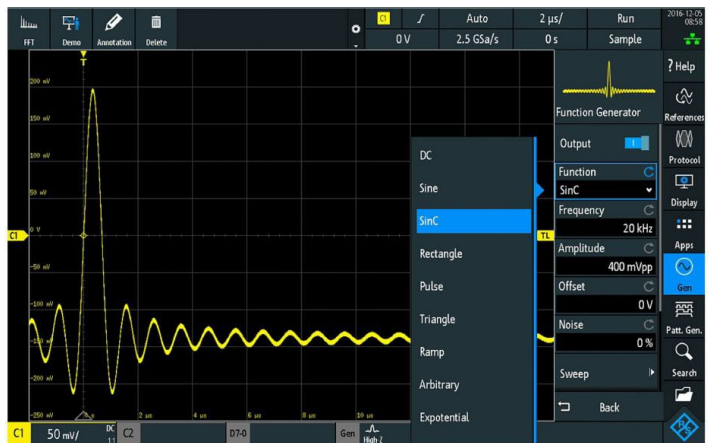 C1 Auto 2 µs/ Run 2016-12-05
08:58
FFT Demo Annotation Delete 0 V 2.5 GSa/s 0 s Sample
T
? Help
200 mV
150 mV
100 mV
50 mV
0 V
-50 mV
-100 mV
-150 mV
-200 mV
-250 mV
C1
TL
2 µs
4 µs
6 µs
8 µs
10 µs
DC
Sine
SinC
Rectangle
Pulse
Triangle
Ramp
Arbitrary
Expotential
Function Generator
Output
Function
SinC
Frequency
20 kHz
Amplitude
400 mVpp
Offset
0 V
Noise
0 %
Sweep
Back
References
Protocol
Display
Apps
Gen
Patt. Gen.
Search
C1 50 mV/ DC
1:1
C2 D7-0 Gen
High Z
R&S